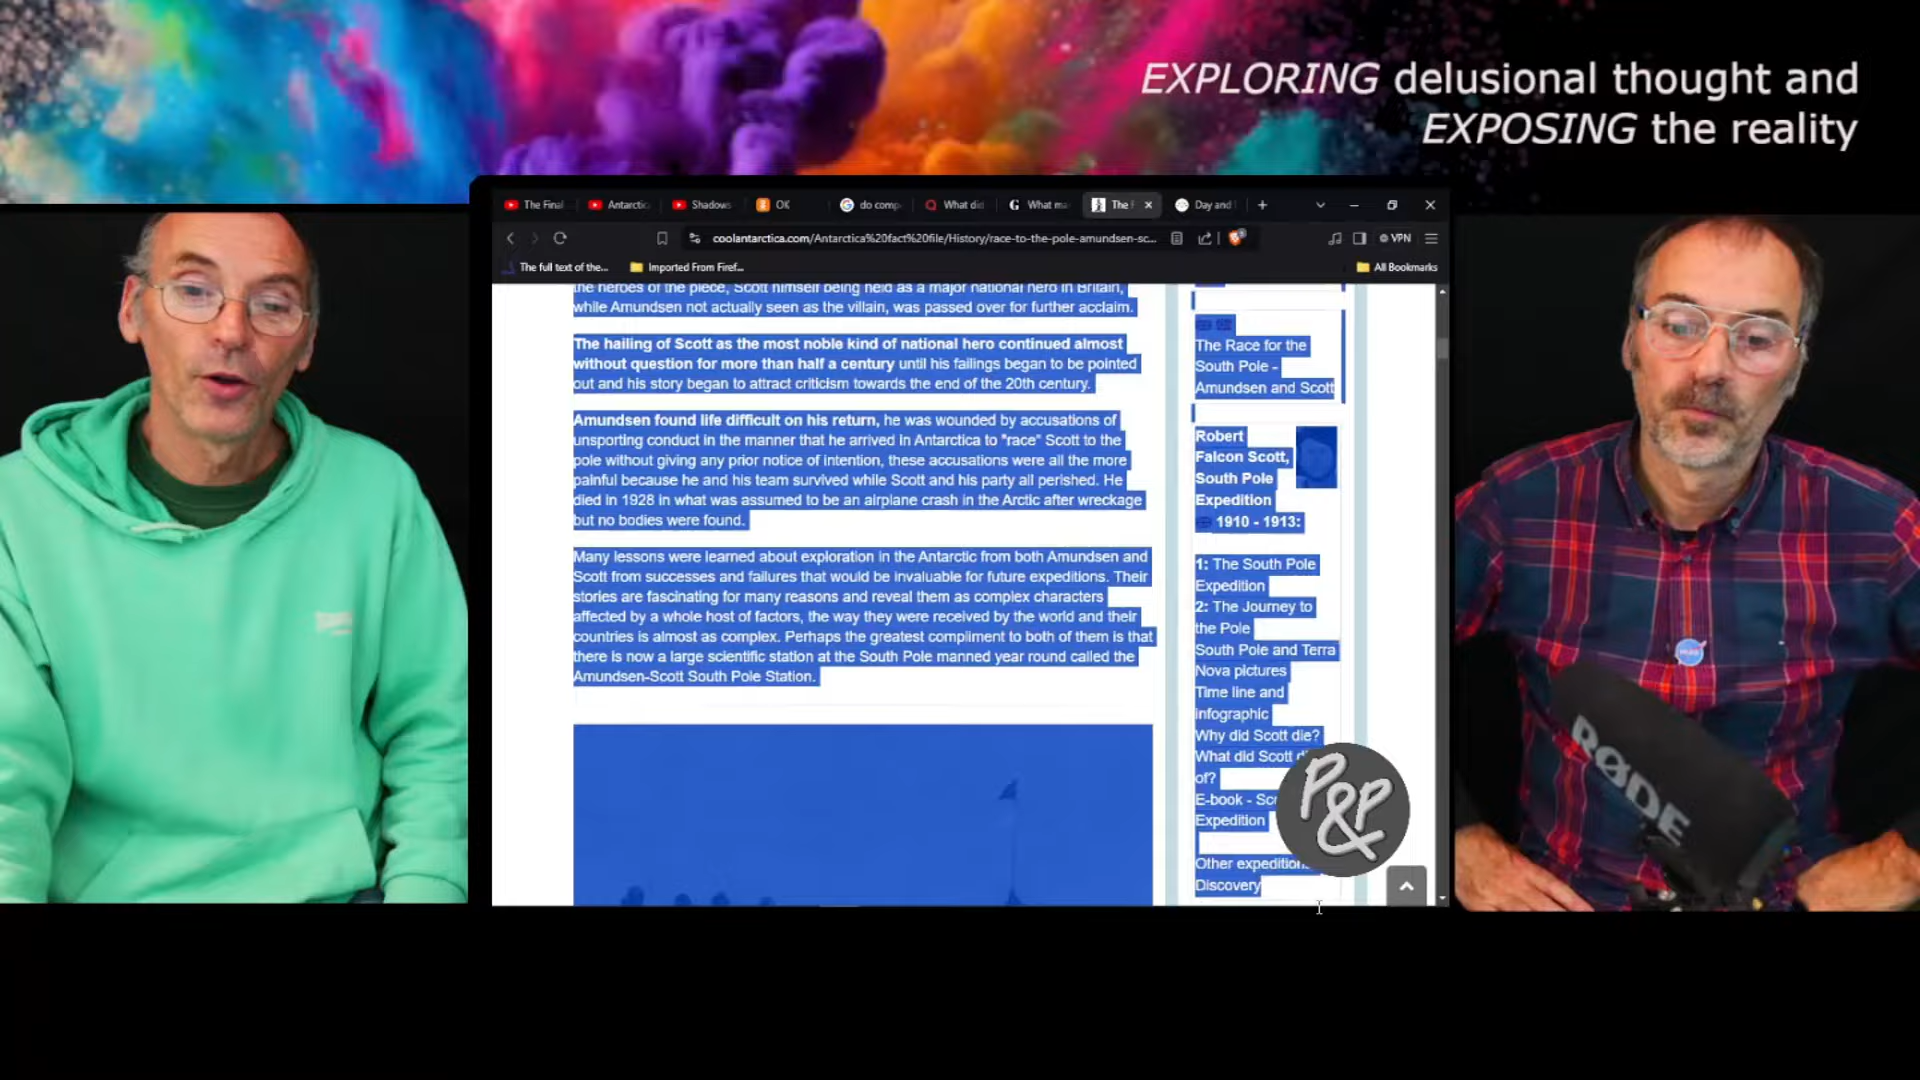 EXPLORING delusional thought and
EXPOSING the reality
The Final
Antarctic
Shadows
OK
do comp
What did
What ma
The
Day and
coolantarctica.com/Antarctica%20fact%20file/History/race-to-the-pole-amundsen-sc...
VPN
The full text of the...
Imported From Firef...
All Bookmarks
the heroes of the piece, Scott himself being held as a major national hero in Britain,
while Amundsen not actually seen as the villain, was passed over for further acclaim.
The hailing of Scott as the most noble kind of national hero continued almost
without question for more than half a century until his failings began to be pointed
out and his story began to attract criticism towards the end of the 20th century.
Amundsen found life difficult on his return, he was wounded by accusations of
unsporting conduct in the manner that he arrived in Antarctica to "race" Scott to the
pole without giving any prior notice of intention, these accusations were all the more
painful because he and his team survived while Scott and his party all perished. He
died in 1928 in what was assumed to be an airplane crash in the Arctic after wreckage
but no bodies were found.
Many lessons were learned about exploration in the Antarctic from both Amundsen and
Scott from successes and failures that would be invaluable for future expeditions. Their
stories are fascinating for many reasons and reveal them as complex characters
affected by a whole host of factors, the way they were received by the world and their
countries is almost as complex. Perhaps the greatest compliment to both of them is that
there is now a large scientific station at the South Pole manned year round called the
Amundsen-Scott South Pole Station.
The Race for the
South Pole -
Amundsen and Scott
Robert
Falcon Scott,
South Pole
Expedition
1910 - 1913:
1: The South Pole
Expedition
2: The Journey to
the Pole
South Pole and Terra
Nova pictures
Time line and
infographic
Why did Scott die?
What did Scott d
of?
E-book - Sco
Expedition
Other expedition
Discovery
P&P
RØDE